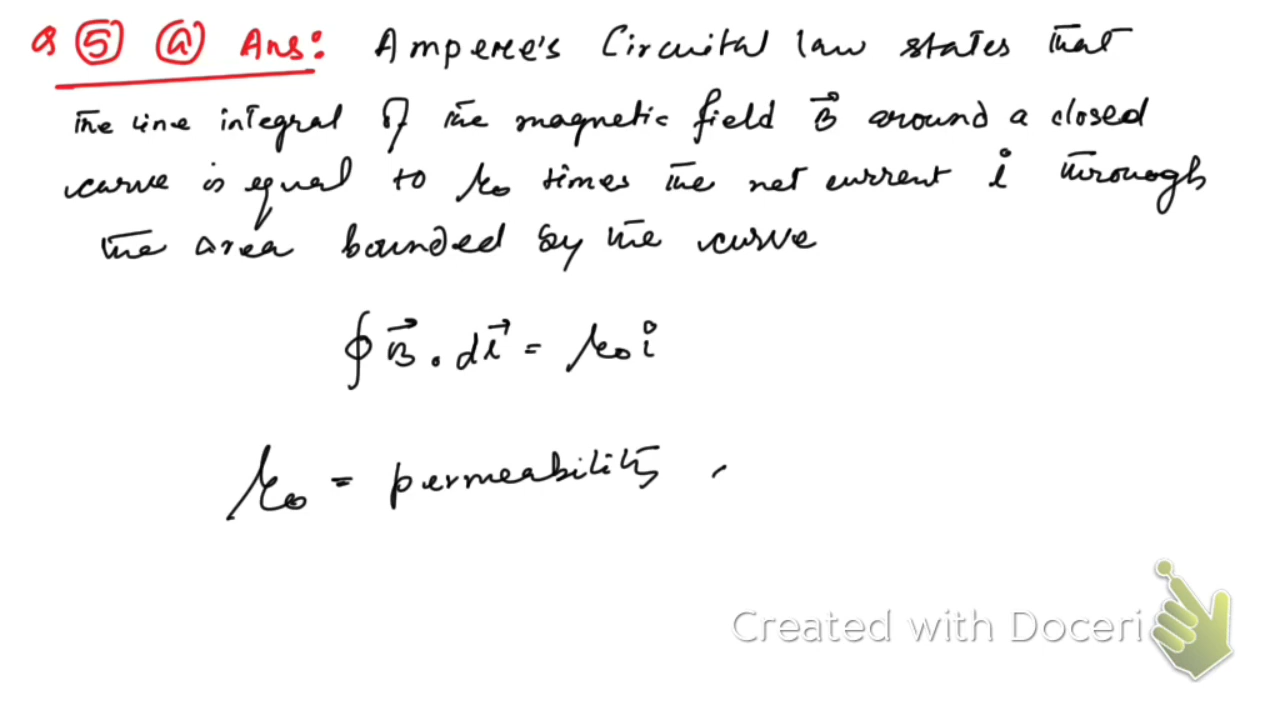 Q 5 a Ans: Ampere's Circuital law states that
the line integral of the magnetic field B⃗ around a closed
curve is equal to μ₀ times the net current i through
the area bounded by the curve
∮ B⃗ . dl⃗ = μ₀ i
μ₀ = permeability
Created with Doceri